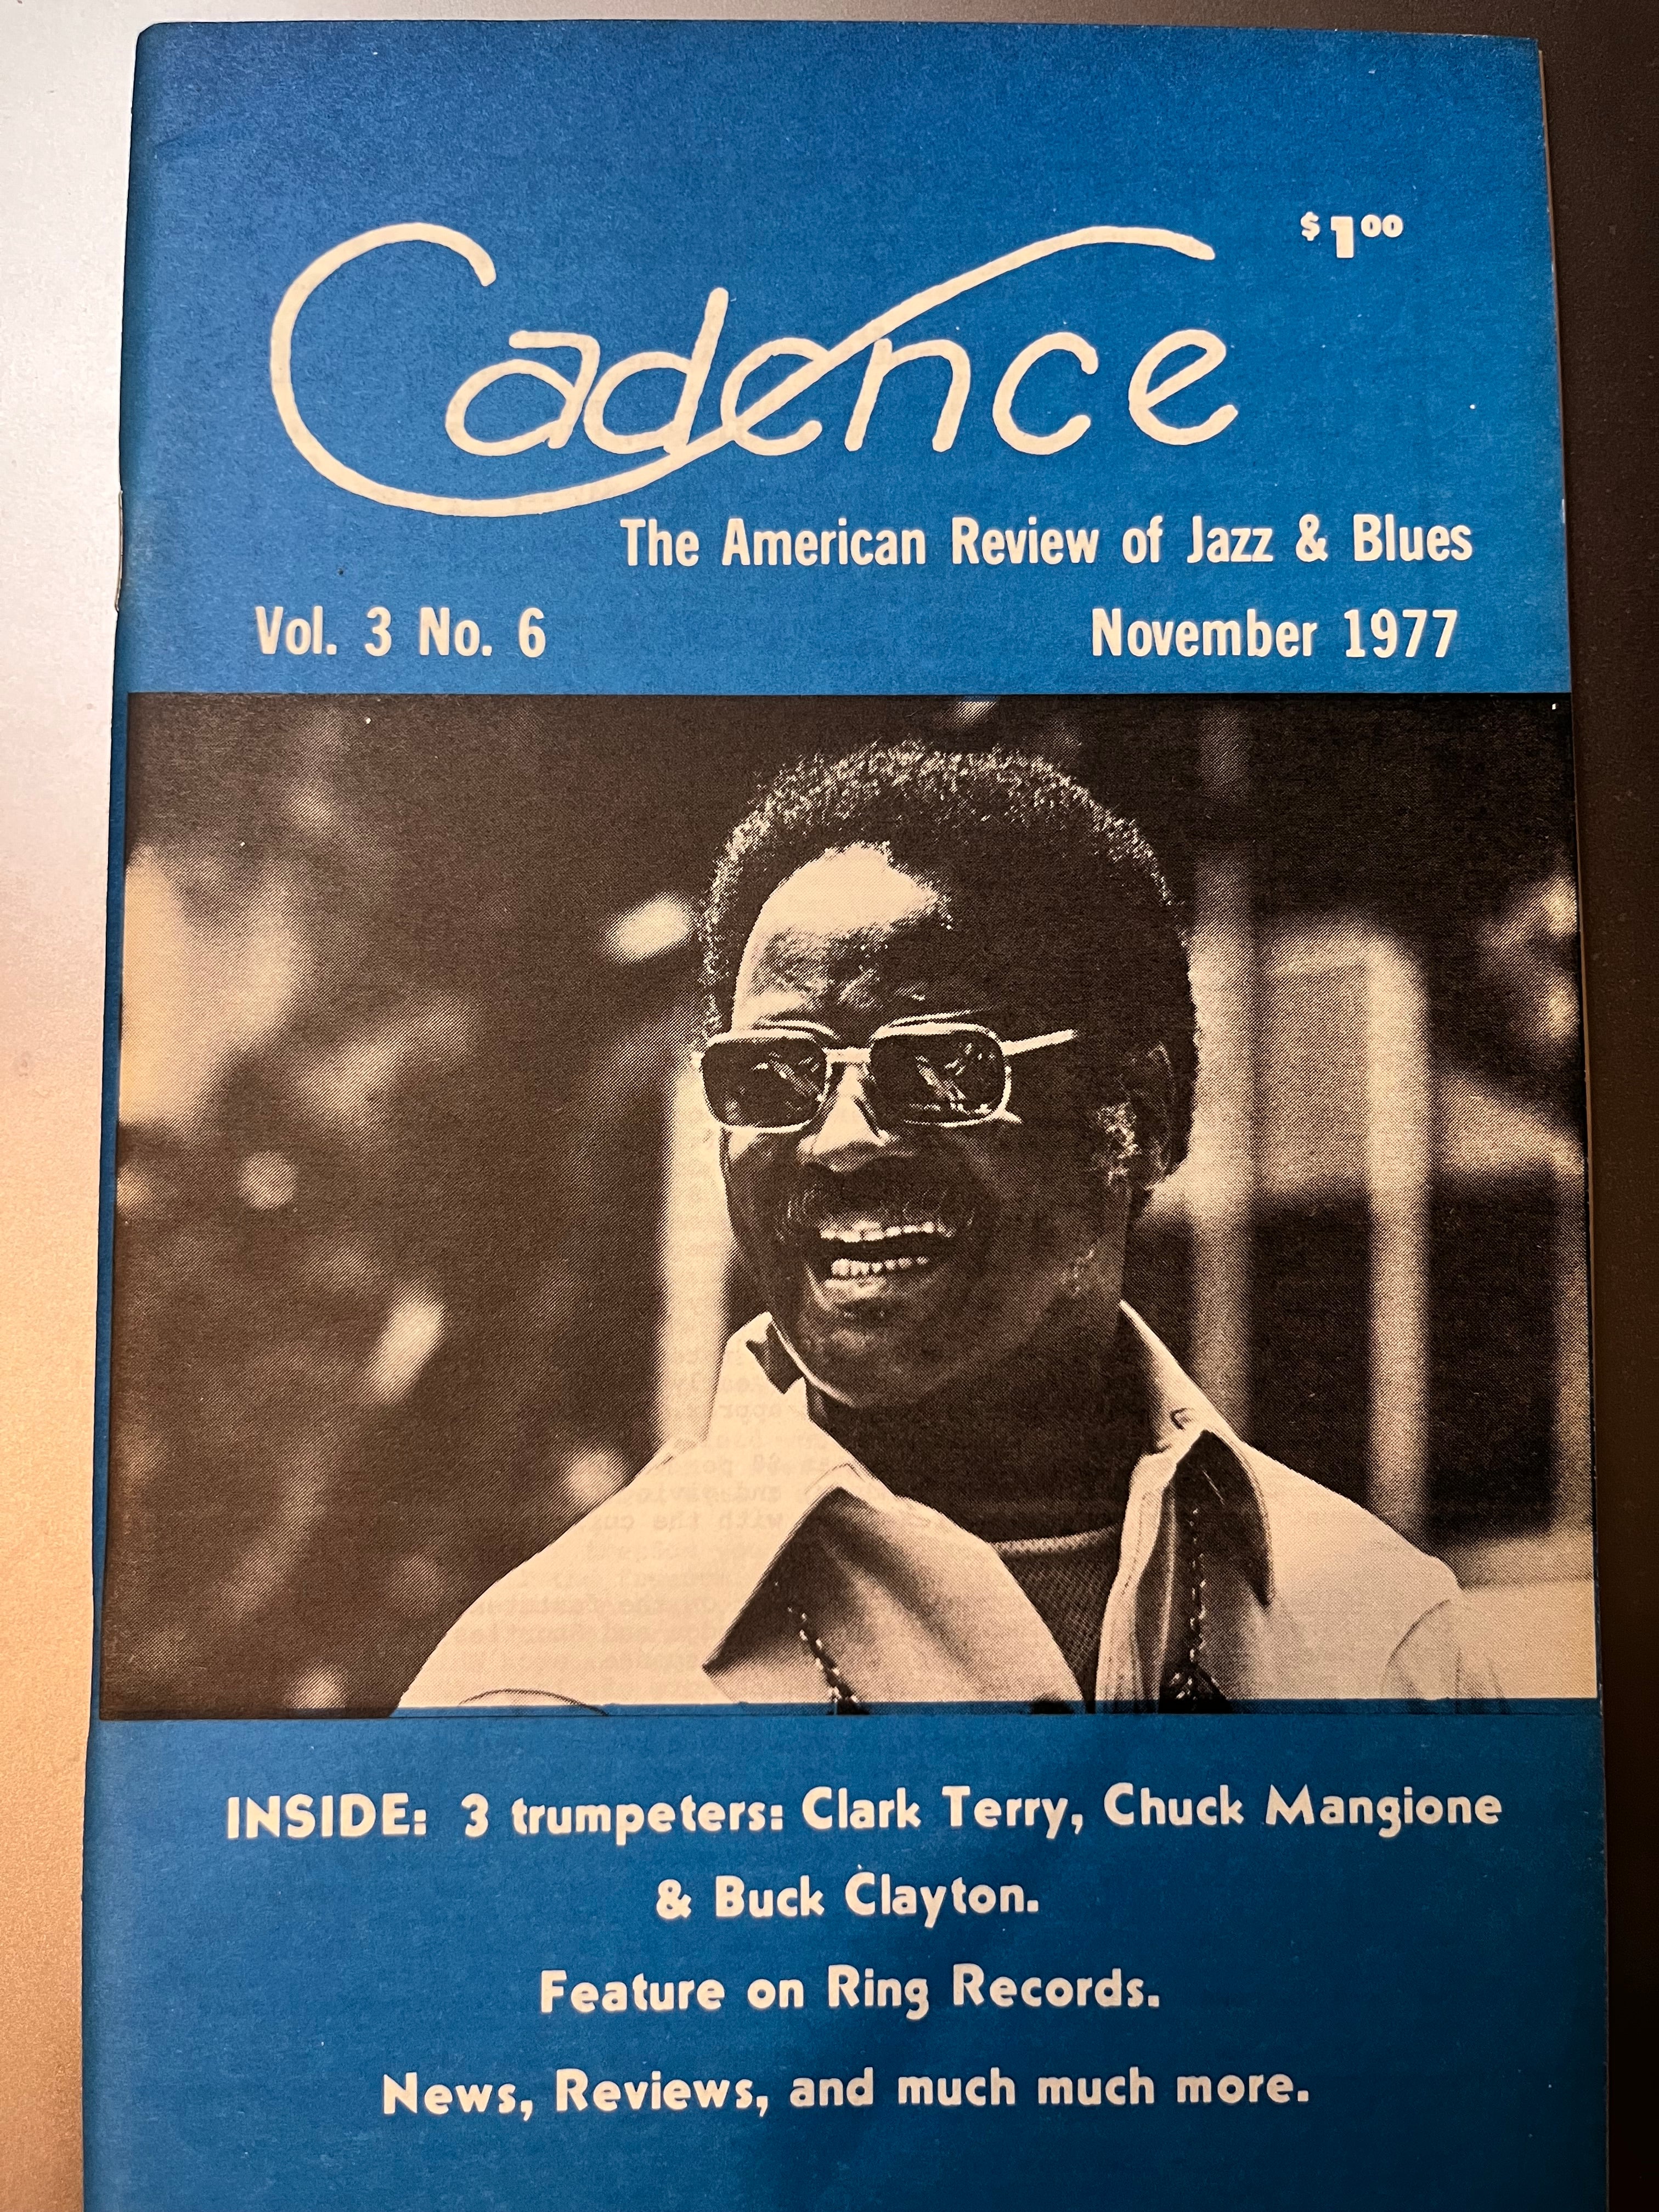 $1.00
Cadence
The American Review of Jazz & Blues
Vol. 3 No. 6 November 1977
INSIDE: 3 trumpeters: Clark Terry, Chuck Mangione
& Buck Clayton.
Feature on Ring Records.
News, Reviews, and much much more.